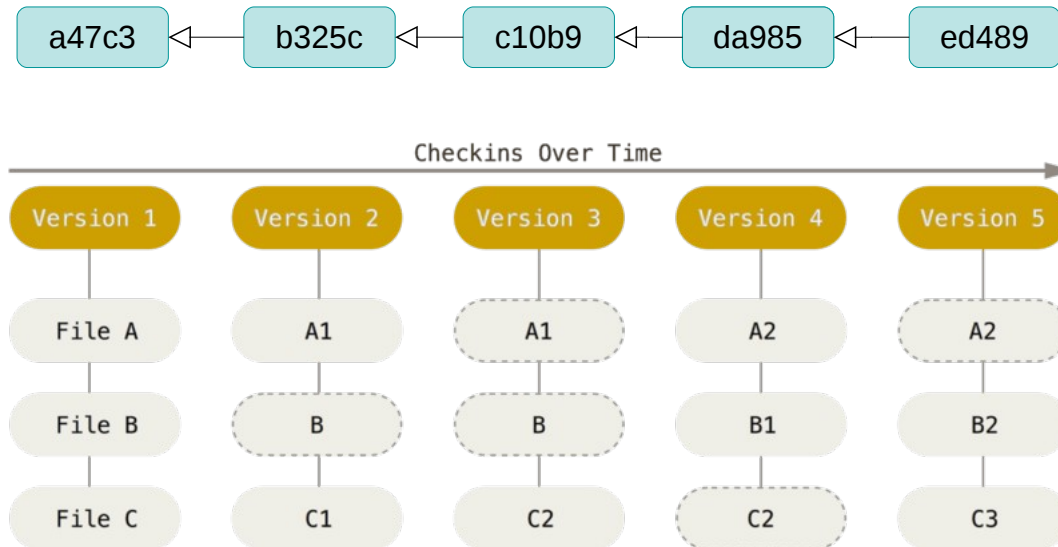 a47c3 b325c c10b9 da985 ed489
Checkins Over Time
Version 1 Version 2 Version 3 Version 4 Version 5
File A A1 A1 A2 A2
File B B B B1 B2
File C C1 C2 C2 C3